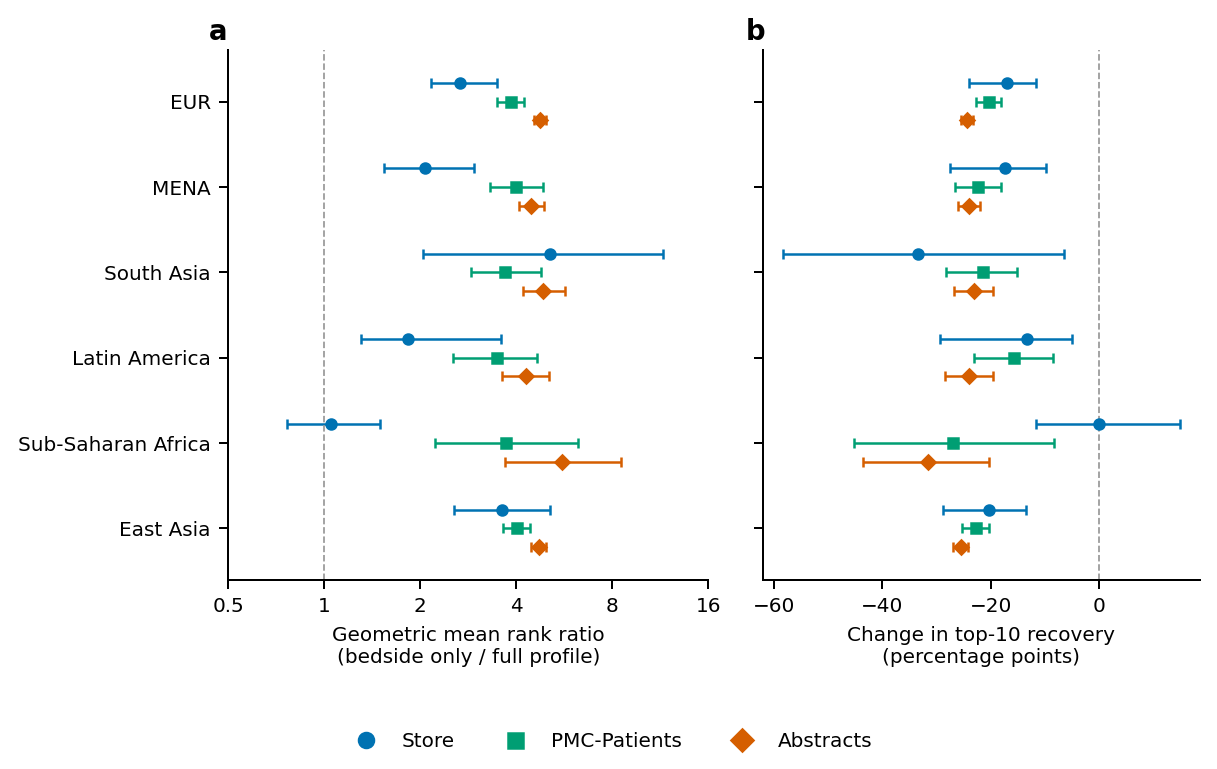 a
b
EUR
MENA
South Asia
Latin America
Sub-Saharan Africa
East Asia
0.5 1 2 4 8 16
−60 −40 −20 0
Geometric mean rank ratio
(bedside only / full profile)
Change in top-10 recovery
(percentage points)
Store PMC-Patients Abstracts